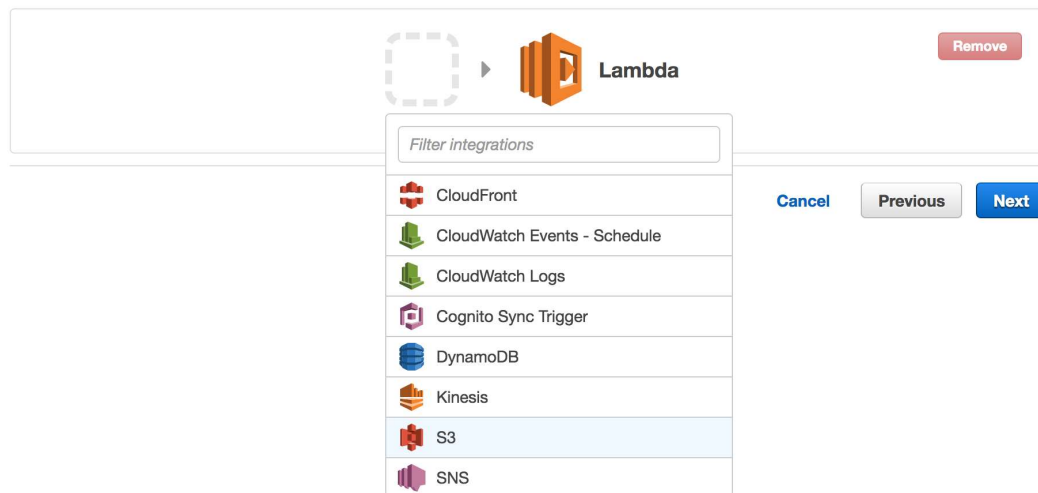 Remove
Lambda
Filter integrations
CloudFront
Cancel
Previous
Next
CloudWatch Events - Schedule
CloudWatch Logs
Cognito Sync Trigger
DynamoDB
Kinesis
S3
SNS